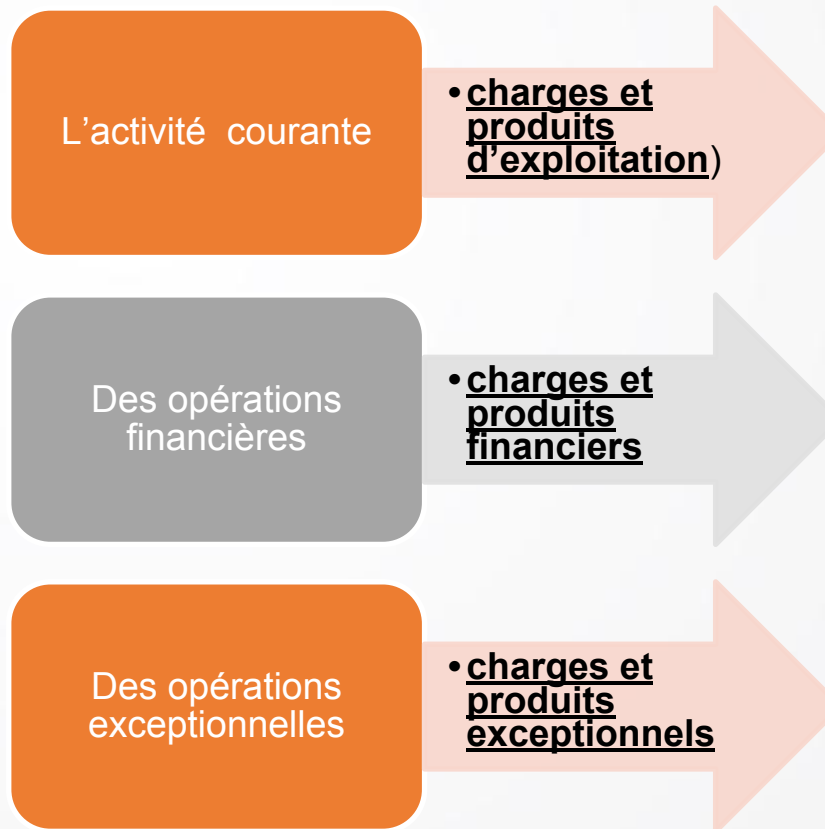 L’activité  courante
•charges et
produits
d’exploitation)
Des opérations
financières
•charges et
produits
financiers
Des opérations
exceptionnelles
•charges et
produits
exceptionnels